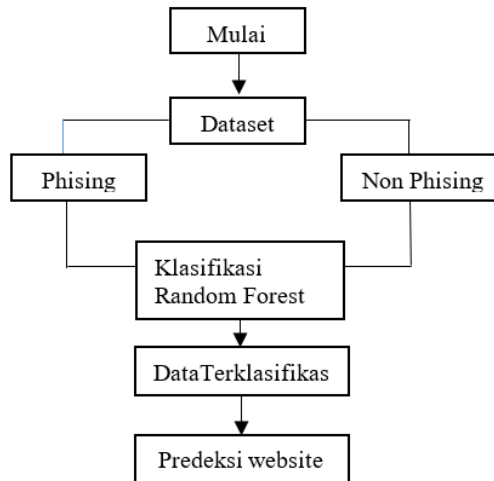 Mulai
Dataset
Phising
Non Phising
Klasifikasi
Random Forest
DataTerklasifikas
Predeksi website